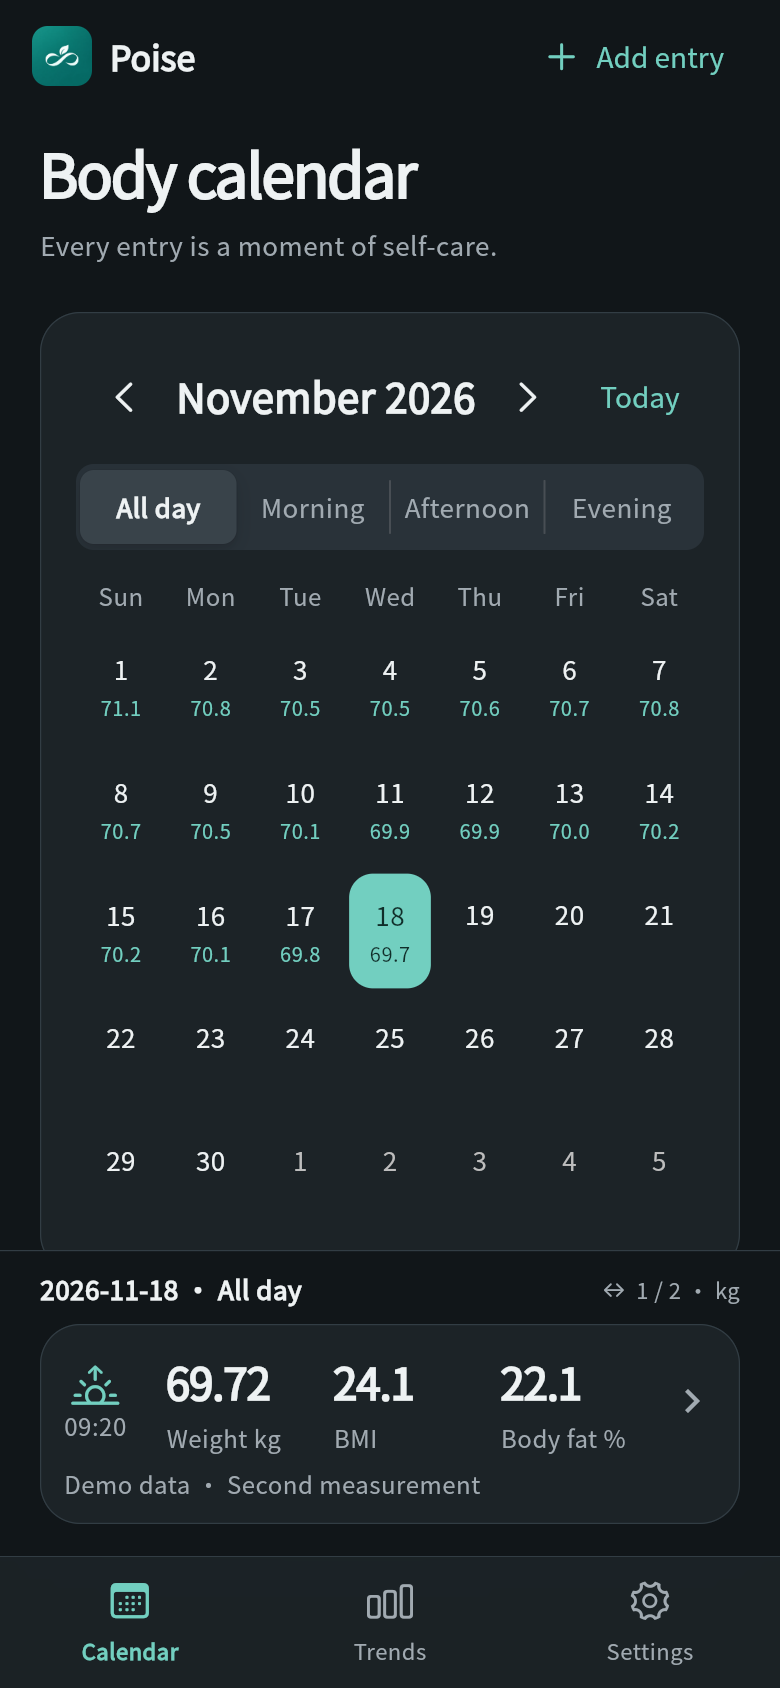 Poise
Add entry
Body calendar
Every entry is a moment of self-care.
November 2026
Today
All day Morning Afternoon Evening
Sun Mon Tue Wed Thu Fri Sat
1 2 3 4 5 6 7
71.1 70.8 70.5 70.5 70.6 70.7 70.8
8 9 10 11 12 13 14
70.7 70.5 70.1 69.9 69.9 70.0 70.2
15 16 17 18 19 20 21
70.2 70.1 69.8 69.7
22 23 24 25 26 27 28
29 30 1 2 3 4 5
2026-11-18 • All day
1 / 2 • kg
69.72 24.1 22.1
09:20 Weight kg BMI Body fat %
Demo data • Second measurement
Calendar Trends Settings